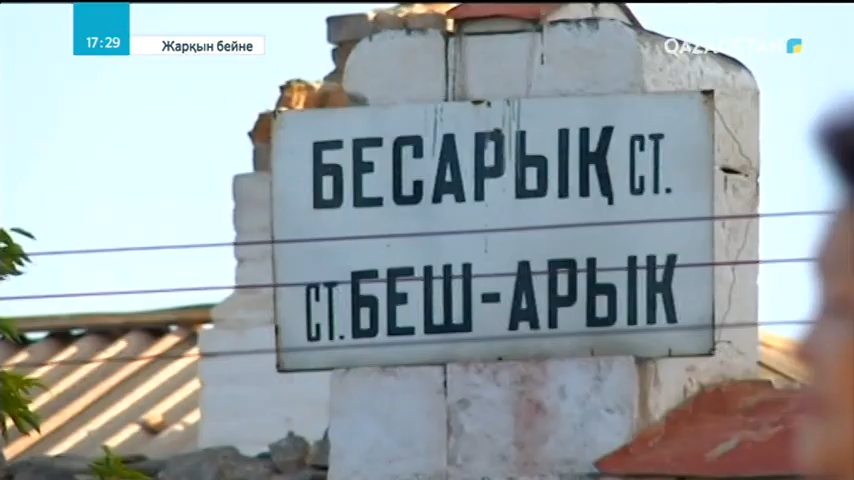 17:29
Жарқын бейне
QAZAQSTAN
БЕСАРЫҚ СТ.
СТ. БЕШ-АРЫК